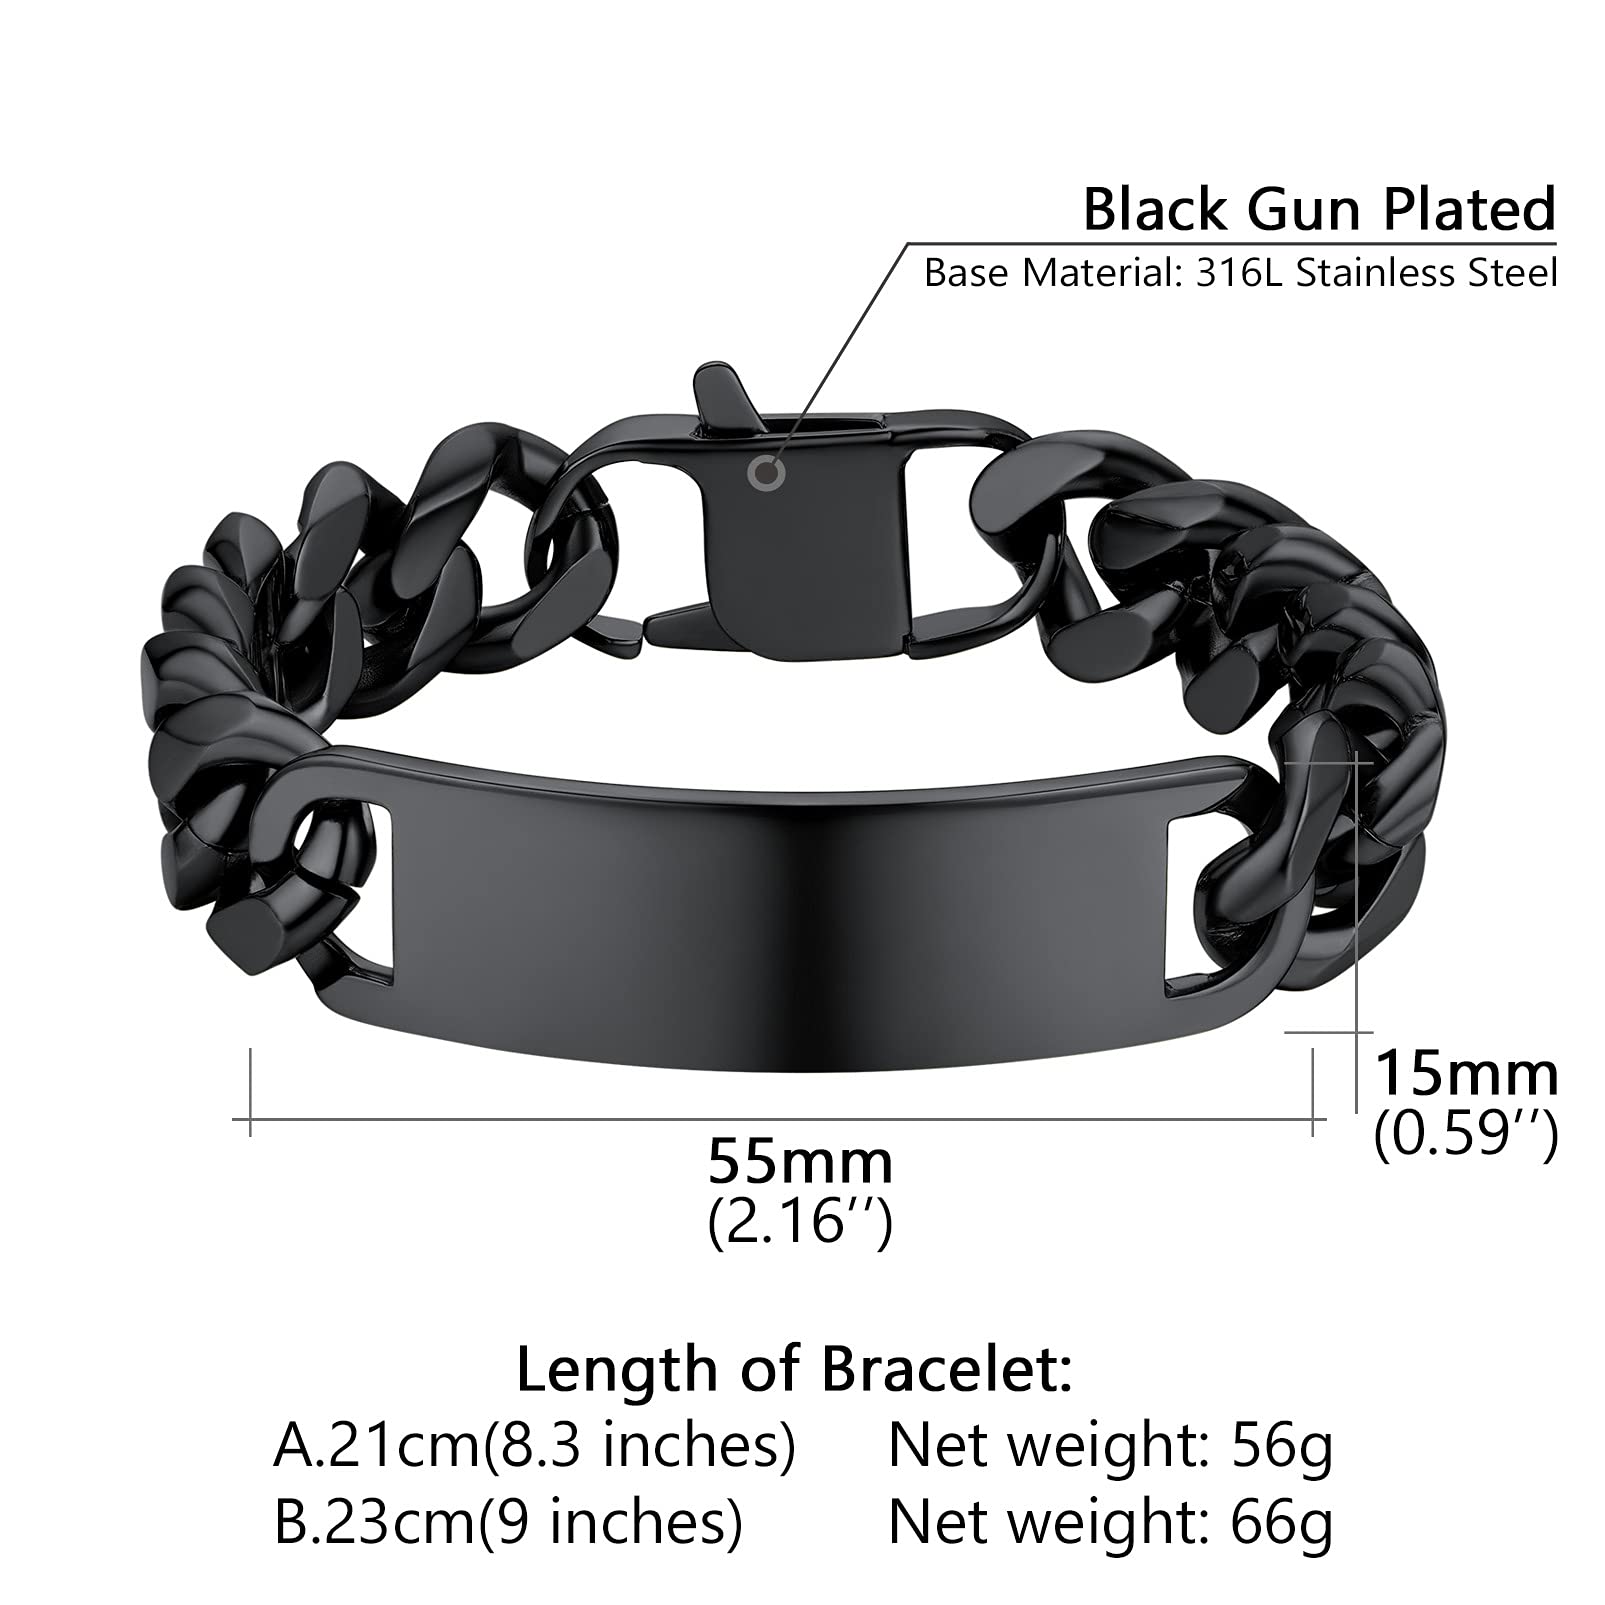 Black Gun Plated
Base Material: 316L Stainless Steel
15mm
(0.59’’)
55mm
(2.16’’)
Length of Bracelet:
A.21cm(8.3 inches) Net weight: 56g
B.23cm(9 inches) Net weight: 66g